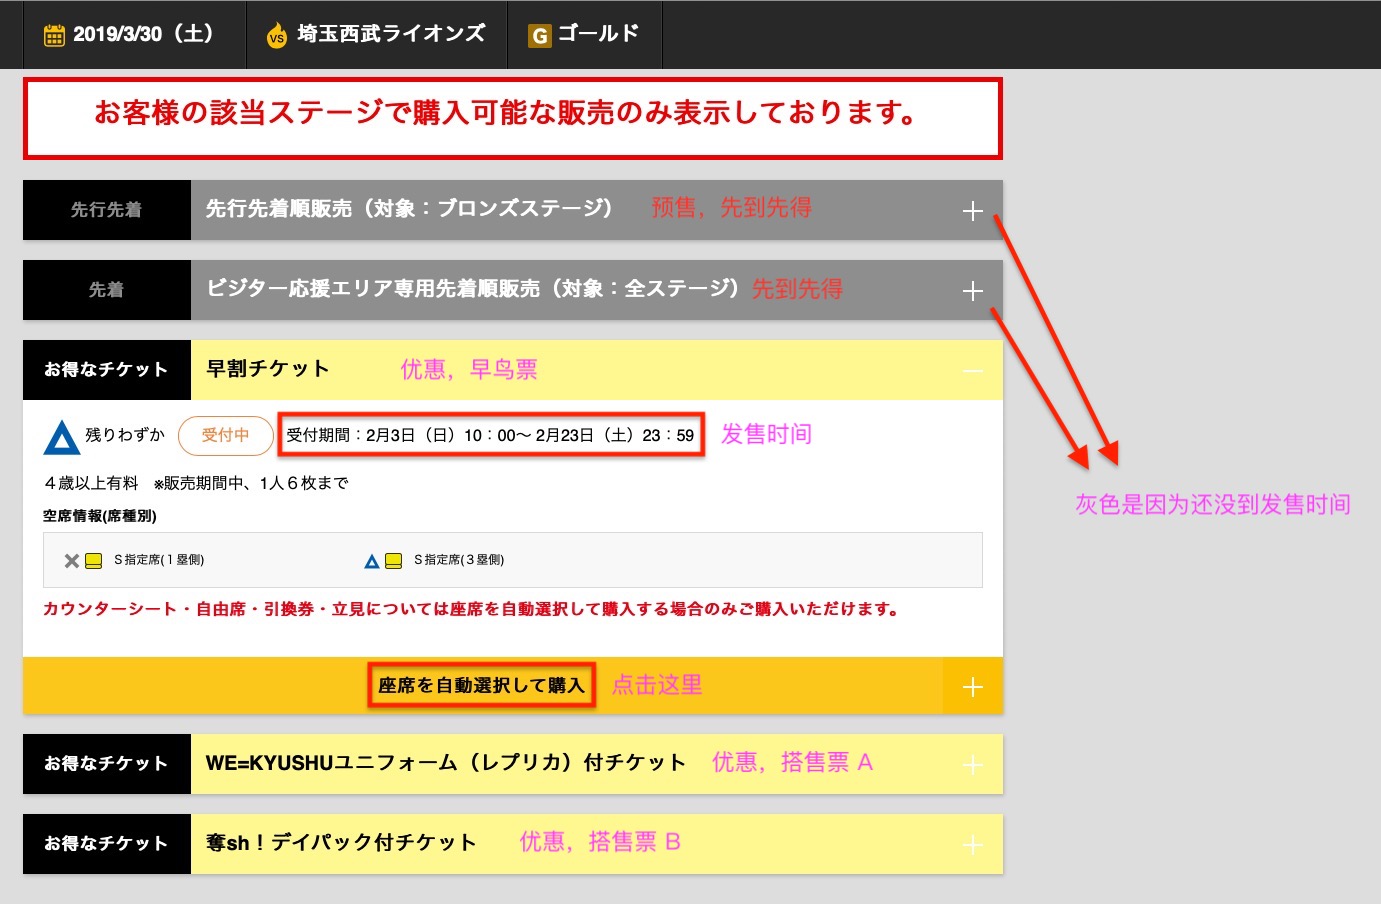 2019/3/30（土） VS 埼玉西武ライオンズ G ゴールド
お客様の該当ステージで購入可能な販売のみ表示しております。
先行先着 先行先着順販売（対象：ブロンズステージ） 预售，先到先得
先着 ビジター応援エリア専用先着順販売（対象：全ステージ） 先到先得
お得なチケット 早割チケット 优惠，早鸟票
残りわずか 受付中 受付期間：2月3日（日）10：00〜 2月23日（土）23：59 发售时间
４歳以上有料　※販売期間中、1人６枚まで
灰色是因为还没到发售时间
空席情報(席種別)
Ｓ指定席(１塁側) Ｓ指定席(３塁側)
カウンターシート・自由席・引換券・立見については座席を自動選択して購入する場合のみご購入いただけます。
座席を自動選択して購入 点击这里
お得なチケット WE=KYUSHUユニフォーム（レプリカ）付チケット 优惠，搭售票 A
お得なチケット 奪sh！デイパック付チケット 优惠，搭售票 B